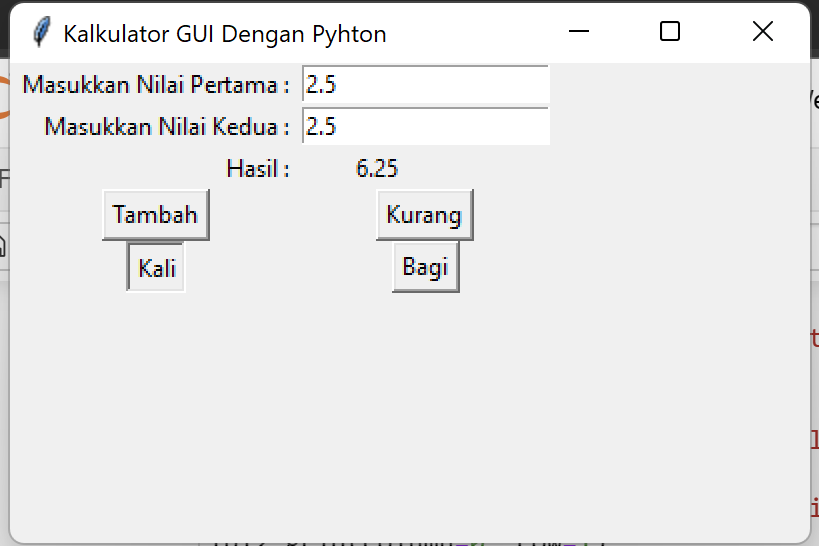 Kalkulator GUI Dengan Pyhton
Masukkan Nilai Pertama : 2.5
Masukkan Nilai Kedua : 2.5
Hasil : 6.25
Tambah Kurang
Kali Bagi